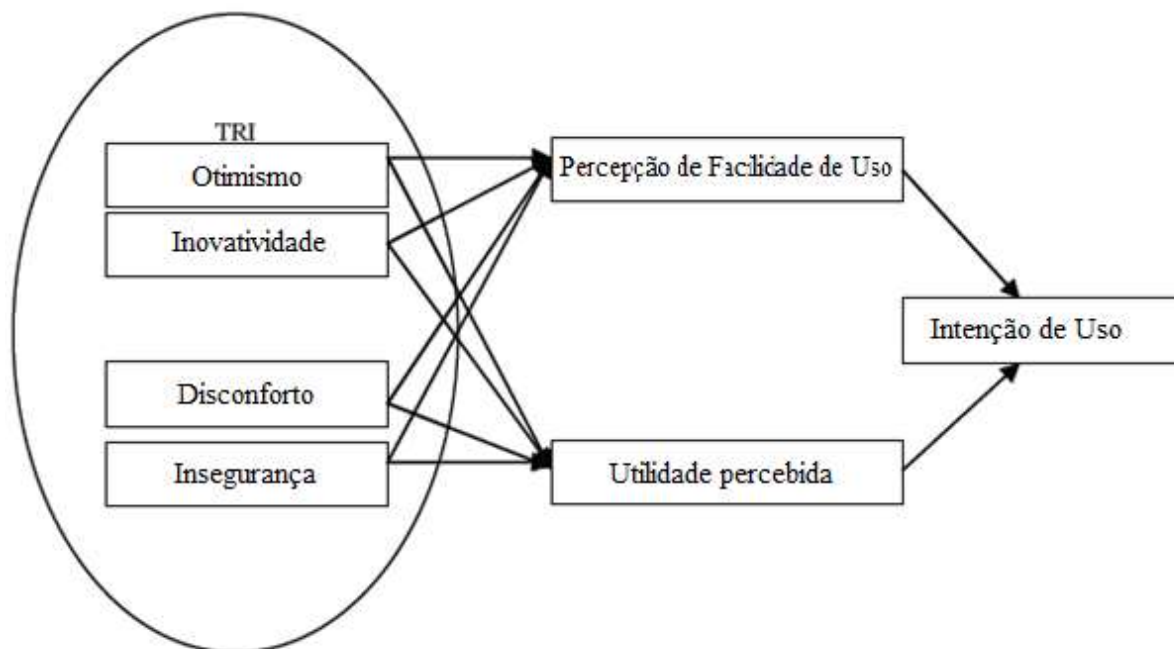 TRI
Otimismo
Inovatividade
Disconforto
Insegurança
Percepção de Facilidade de Uso
Utilidade percebida
Intenção de Uso